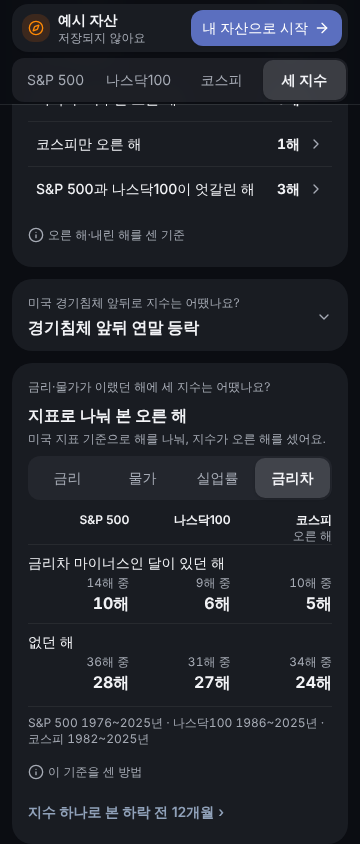 예시 자산
저장되지 않아요
내 자산으로 시작 →
S&P 500 나스닥100 코스피 세 지수
코스피만 오른 해 1해 >
S&P 500과 나스닥100이 엇갈린 해 3해 >
오른 해·내린 해를 센 기준
미국 경기침체 앞뒤로 지수는 어땠나요?
경기침체 앞뒤 연말 등락
금리·물가가 이랬던 해에 세 지수는 어땠나요?
지표로 나눠 본 오른 해
미국 지표 기준으로 해를 나눠, 지수가 오른 해를 셌어요.
금리 물가 실업률 금리차
S&P 500 나스닥100 코스피
오른 해
금리차 마이너스인 달이 있던 해
14해 중 9해 중 10해 중
10해 6해 5해
없던 해
36해 중 31해 중 34해 중
28해 27해 24해
S&P 500 1976~2025년 · 나스닥100 1986~2025년 ·
코스피 1982~2025년
이 기준을 센 방법
지수 하나로 본 하락 전 12개월 ›